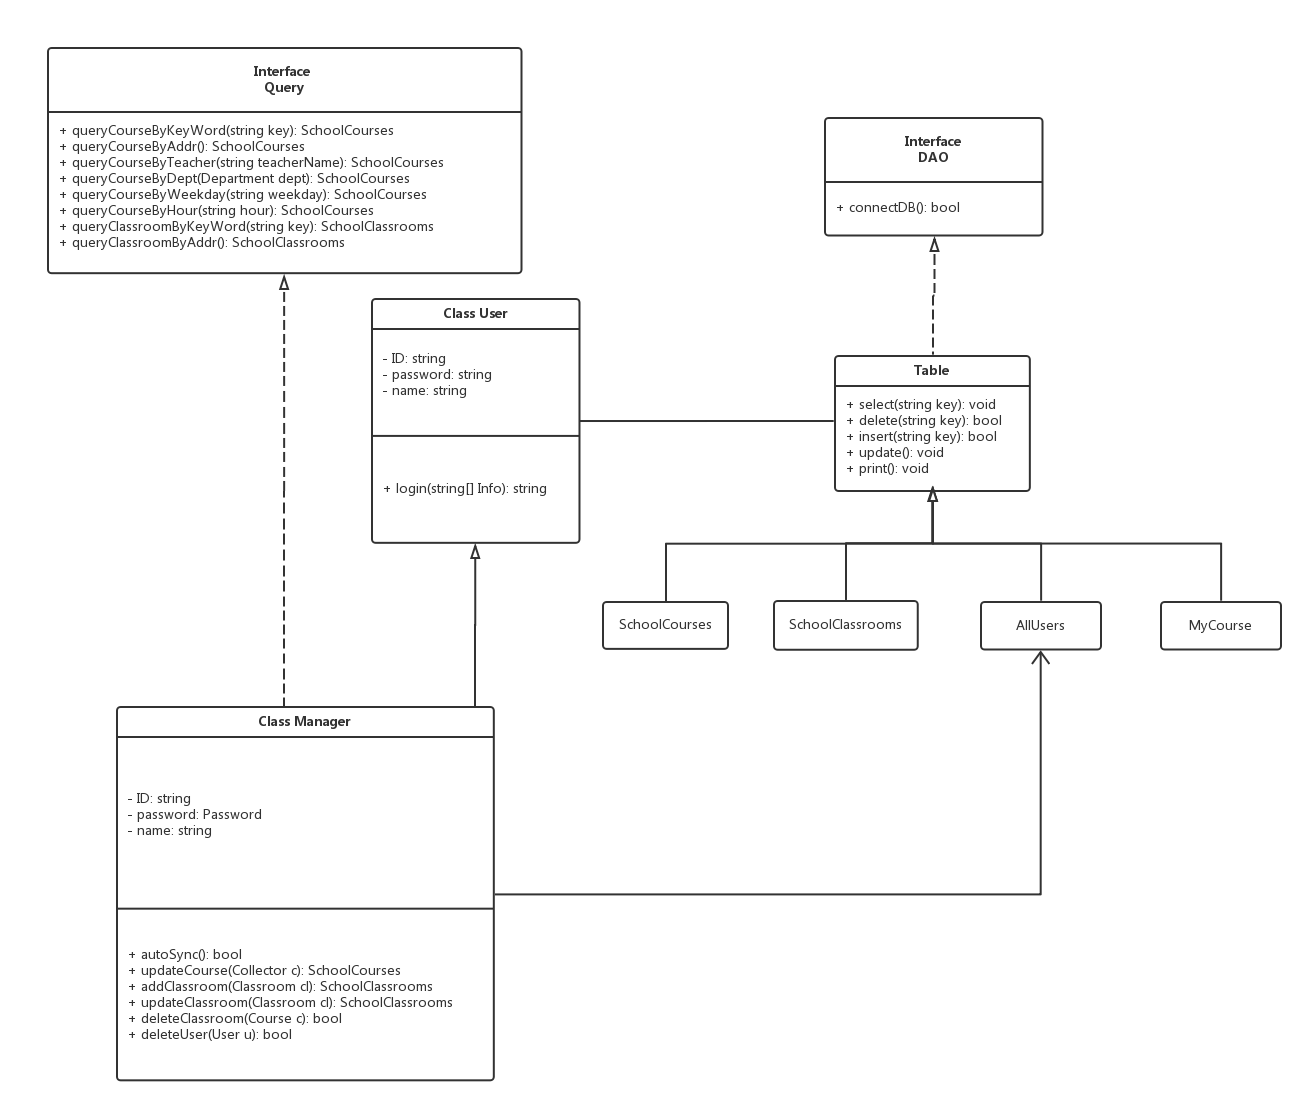 Interface
Query
+ queryCourseByKeyWord(string key): SchoolCourses
+ queryCourseByAddr(): SchoolCourses
+ queryCourseByTeacher(string teacherName): SchoolCourses
+ queryCourseByDept(Department dept): SchoolCourses
+ queryCourseByWeekday(string weekday): SchoolCourses
+ queryCourseByHour(string hour): SchoolCourses
+ queryClassroomByKeyWord(string key): SchoolClassrooms
+ queryClassroomByAddr(): SchoolClassrooms
Interface
DAO
+ connectDB(): bool
Class User
- ID: string
- password: string
- name: string
+ login(string[] Info): string
Table
+ select(string key): void
+ delete(string key): bool
+ insert(string key): bool
+ update(): void
+ print(): void
SchoolCourses
SchoolClassrooms
AllUsers
MyCourse
Class Manager
- ID: string
- password: Password
- name: string
+ autoSync(): bool
+ updateCourse(Collector c): SchoolCourses
+ addClassroom(Classroom cl): SchoolClassrooms
+ updateClassroom(Classroom cl): SchoolClassrooms
+ deleteClassroom(Course c): bool
+ deleteUser(User u): bool